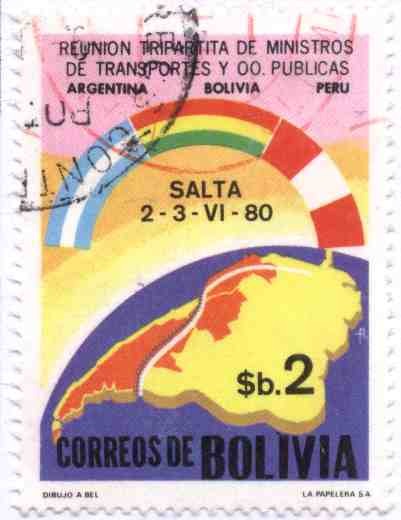 REUNION TRIPARTITA DE MINISTROS
DE TRANSPORTES Y OO. PUBLICAS
ARGENTINA BOLIVIA PERU
SALTA
2-3-VI-80
$b.2
CORREOS DE BOLIVIA
DIBUJO A BEL
LA PAPELERA S A